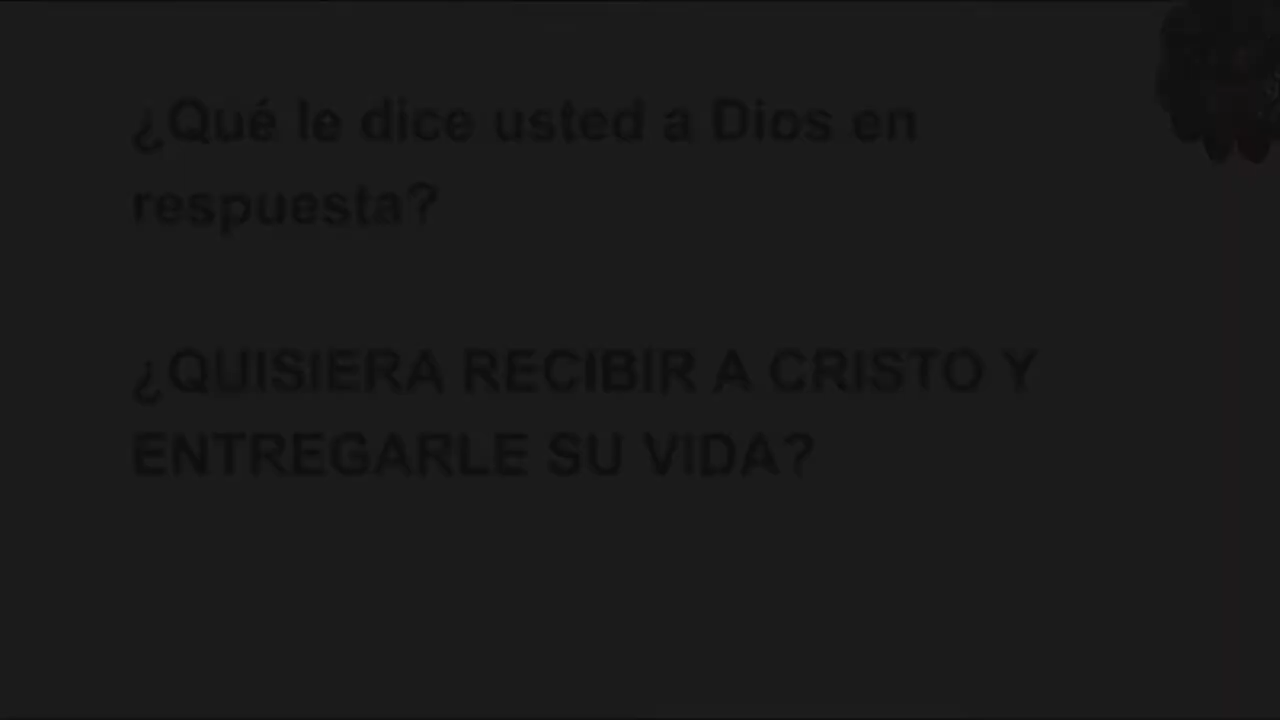 ¿Qué le dice usted a Dios en
respuesta?
¿QUISIERA RECIBIR A CRISTO Y
ENTREGARLE SU VIDA?